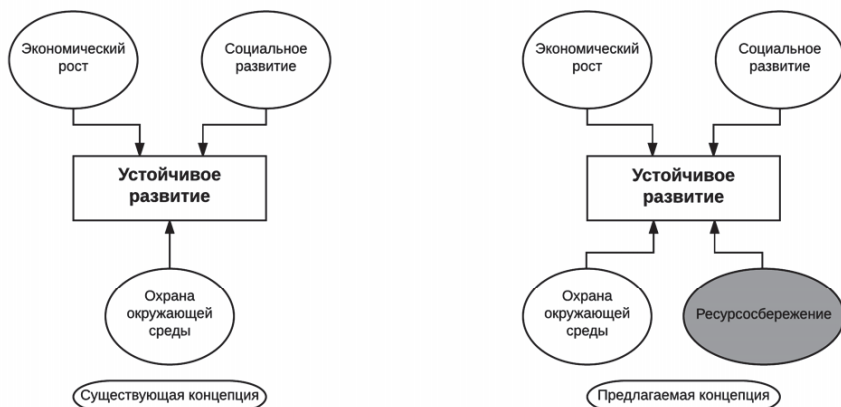 Экономический
рост
Социальное
развитие
Устойчивое
развитие
Охрана
окружающей
среды
Существующая концепция
Экономический
рост
Социальное
развитие
Устойчивое
развитие
Охрана
окружающей
среды
Ресурсосбережение
Предлагаемая концепция